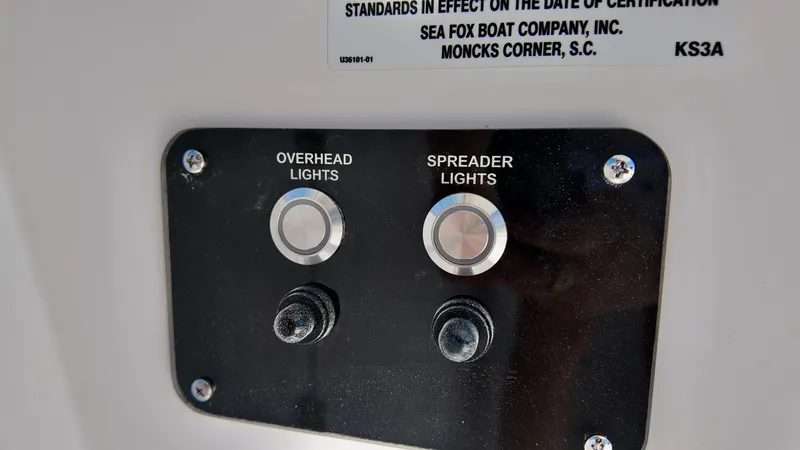 STANDARDS IN EFFECT ON THE DATE OF CERTIFICATION
SEA FOX BOAT COMPANY, INC.
MONCKS CORNER, S.C.
U36101-01
KS3A
OVERHEAD
LIGHTS
SPREADER
LIGHTS